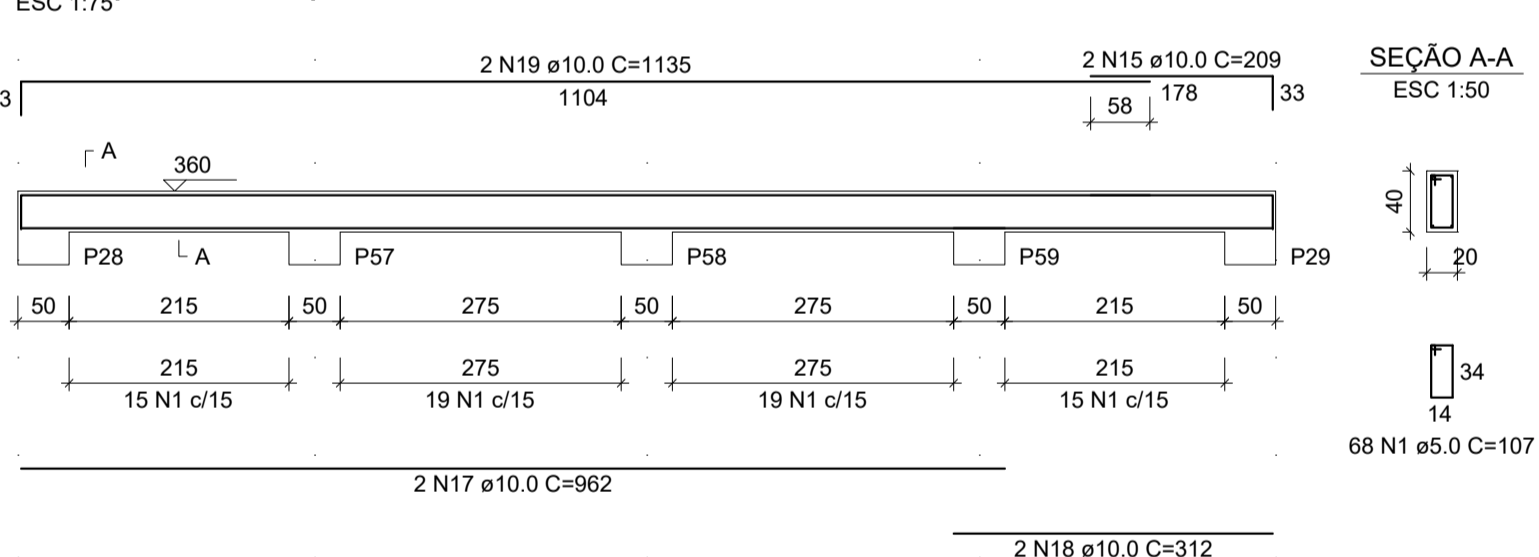 ESC 1:75
2 N19 ø10.0 C=1135
2 N15 ø10.0 C=209
SEÇÃO A-A
ESC 1:50
3
1104
58
178
33
A
360
40
P28
A
P57
P58
P59
P29
20
50
215
50
275
50
275
50
215
50
215
275
275
215
34
15 N1 c/15
19 N1 c/15
19 N1 c/15
15 N1 c/15
14
68 N1 ø5.0 C=107
2 N17 ø10.0 C=962
2 N18 ø10.0 C=312